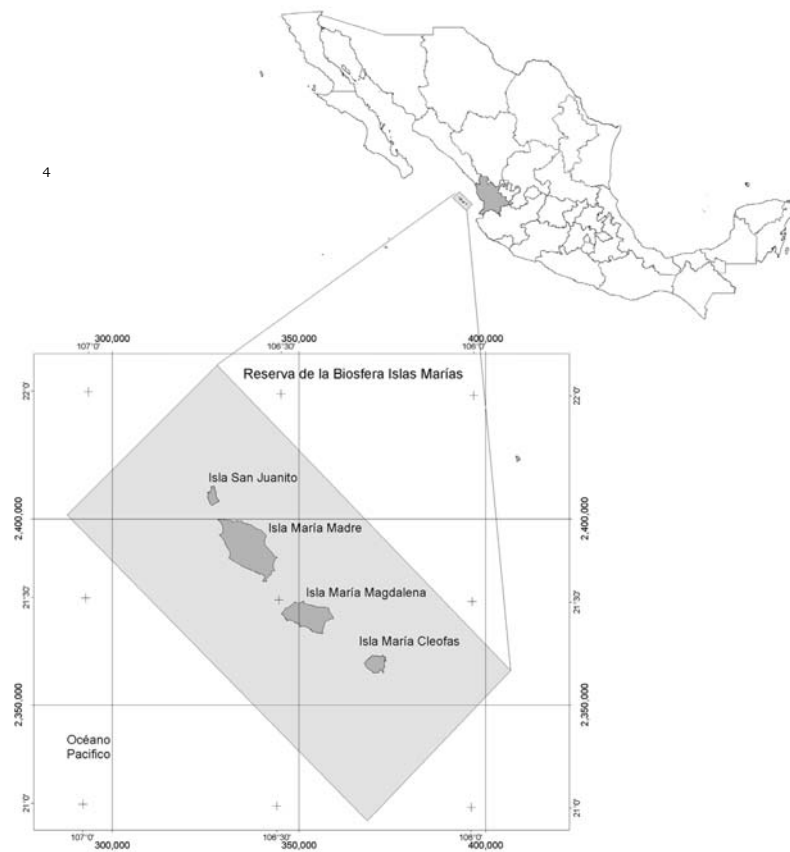 4
300,000 350,000 400,000
107°0' 106°30' 106°0'
Reserva de la Biosfera Islas Marías
22°0' 22°0'
Isla San Juanito
2,400,000 2,400,000
Isla María Madre
Isla María Magdalena
21°30' 21°30'
Isla María Cleofas
2,350,000 2,350,000
Océano
Pacifico
21°0' 21°0'
107°0' 106°30' 106°0'
300,000 350,000 400,000